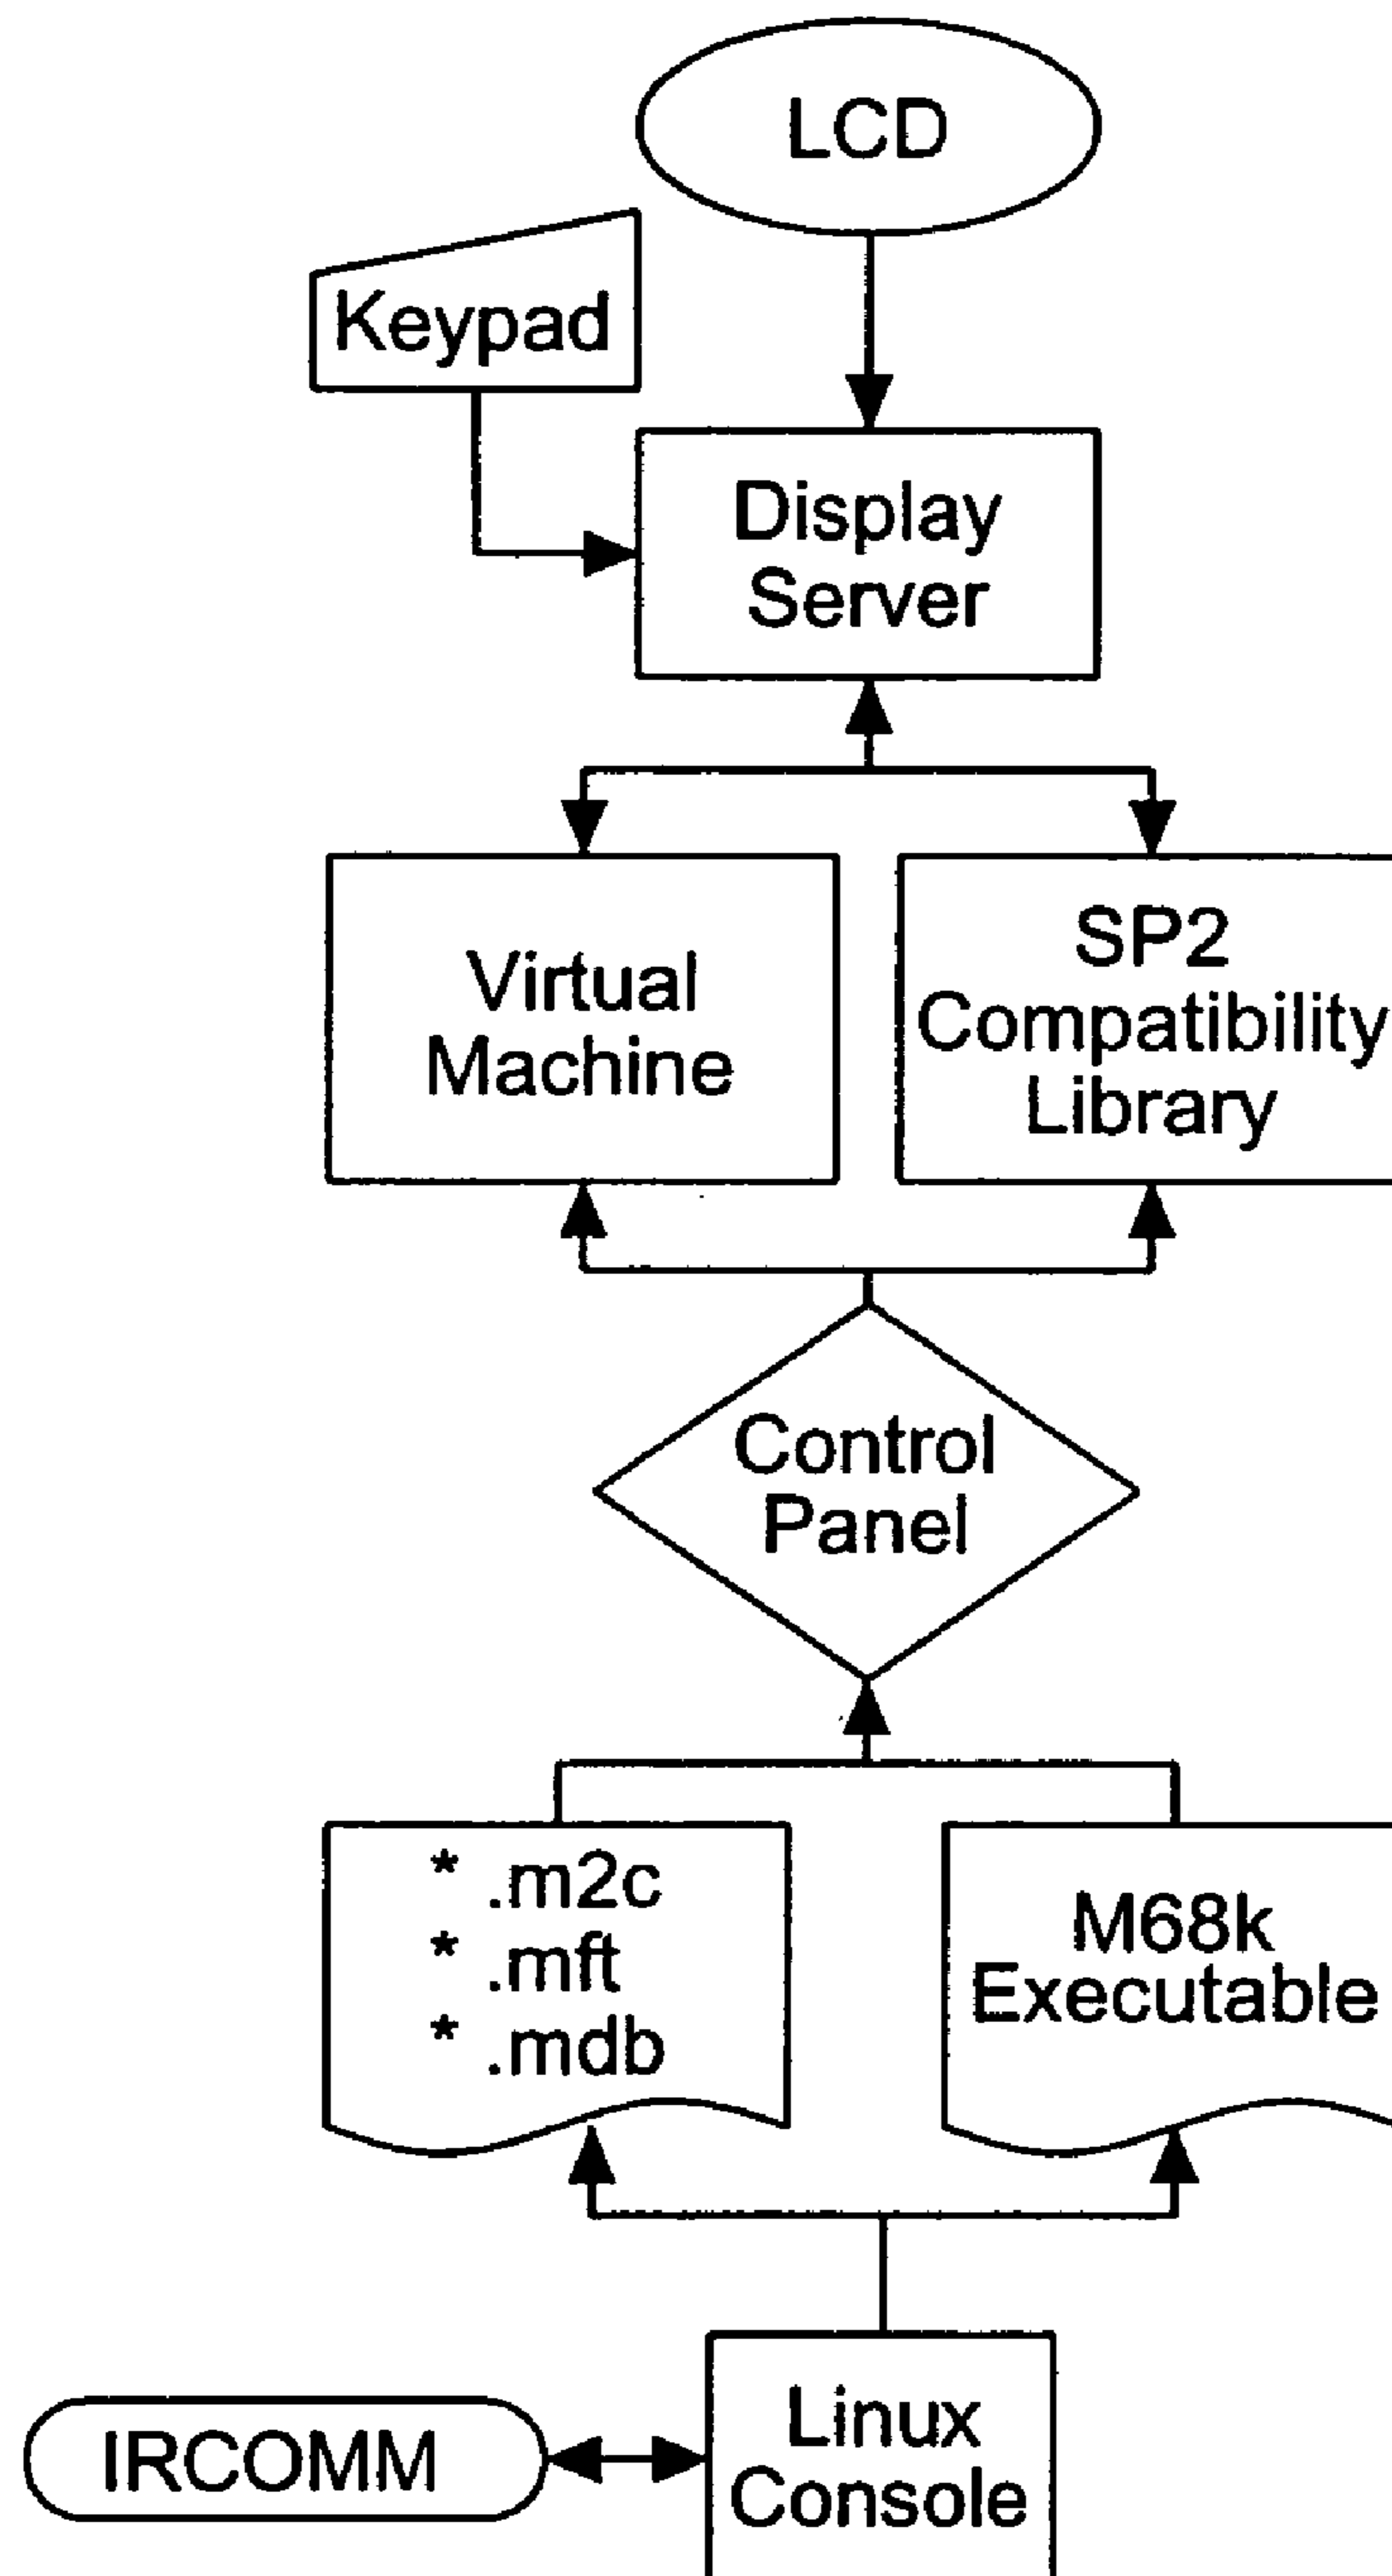 LCD
Keypad
Display
Server
Virtual
Machine
SP2
Compatibility
Library
Control
Panel
* .m2c
* .mft
* .mdb
M68k
Executable
IRCOMM
Linux
Console